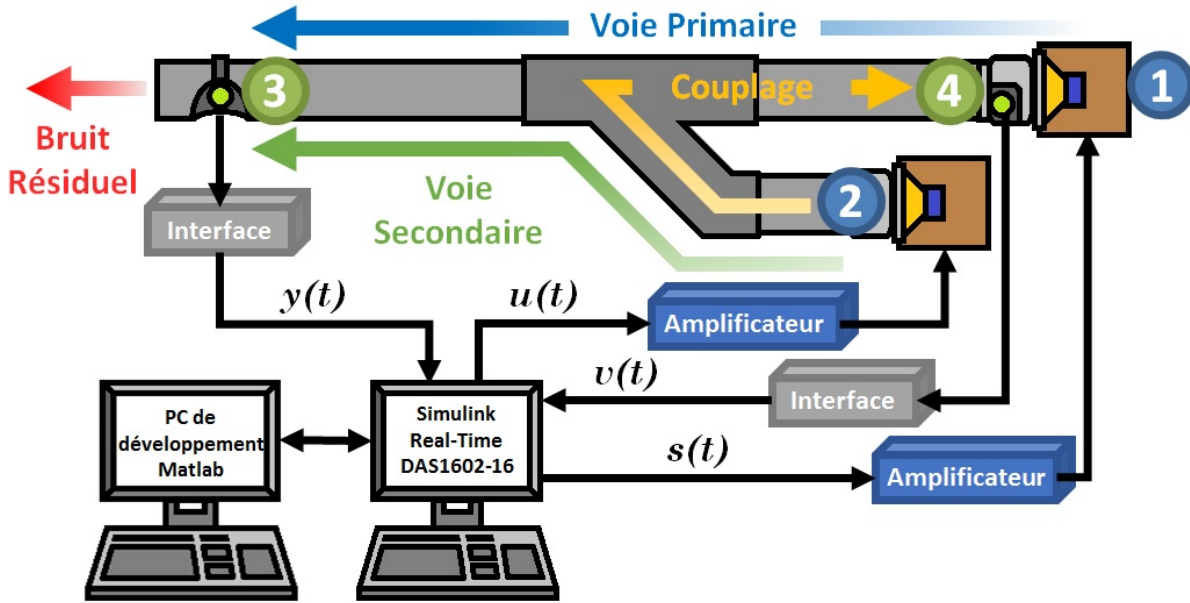 Voie Primaire
3
Couplage
4
1
Bruit
Résiduel
Voie
Secondaire
2
Interface
y(t)
u(t)
Amplificateur
v(t)
Interface
PC de
développement
Matlab
Simulink
Real-Time
DAS1602-16
s(t)
Amplificateur